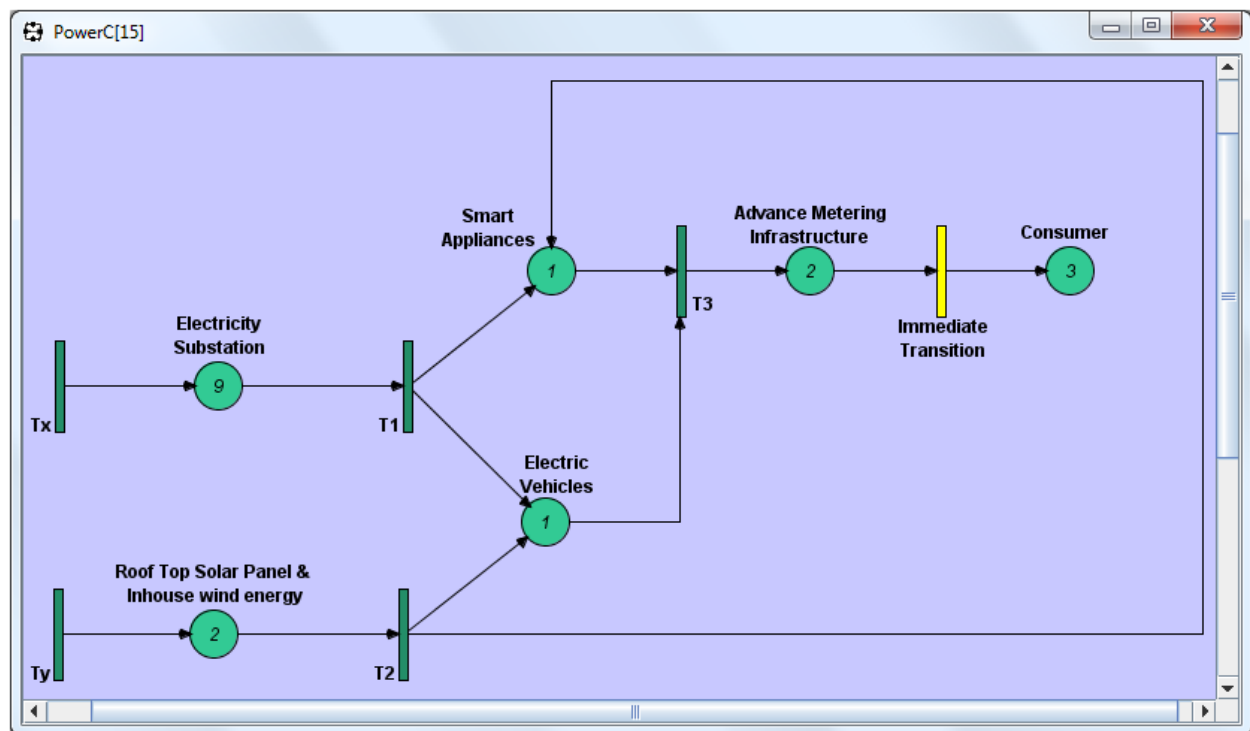 PowerC[15]
Smart
Appliances
1
T3
Advance Metering
Infrastructure
2
Immediate
Transition
Consumer
3
Tx
Electricity
Substation
9
T1
Electric
Vehicles
1
Ty
Roof Top Solar Panel &
Inhouse wind energy
2
T2